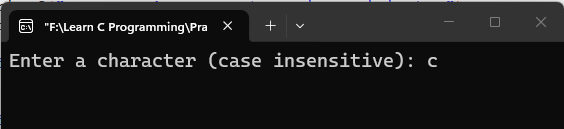 "F:\Learn C Programming\Pra
Enter a character (case insensitive): c